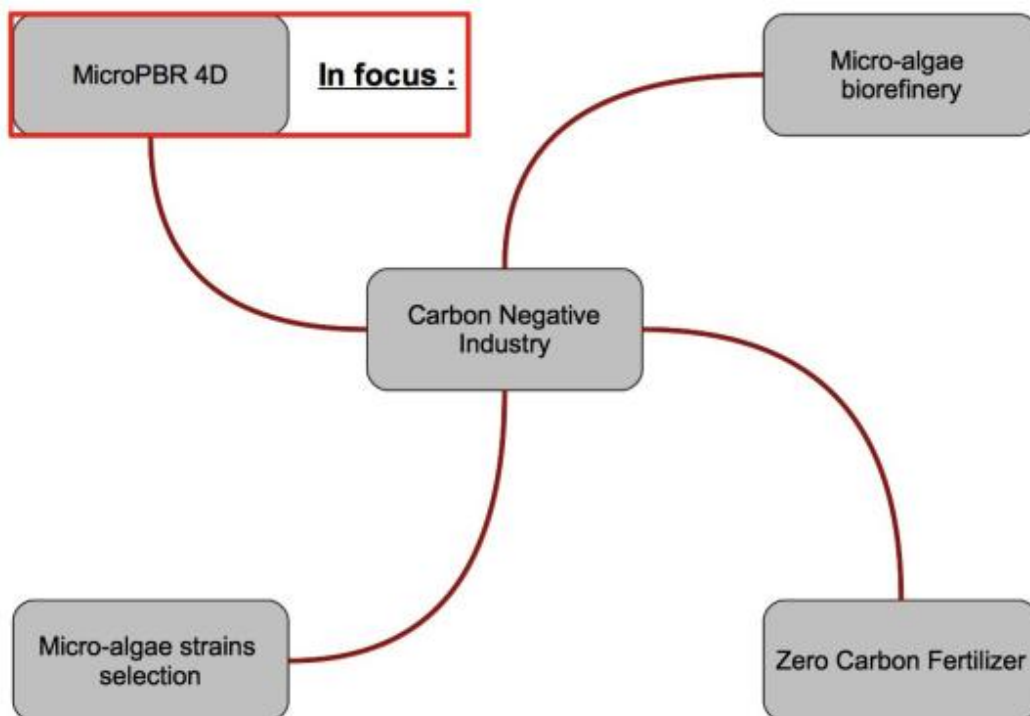 MicroPBR 4D
In focus :
Micro-algae
biorefinery
Carbon Negative
Industry
Micro-algae strains
selection
Zero Carbon Fertilizer